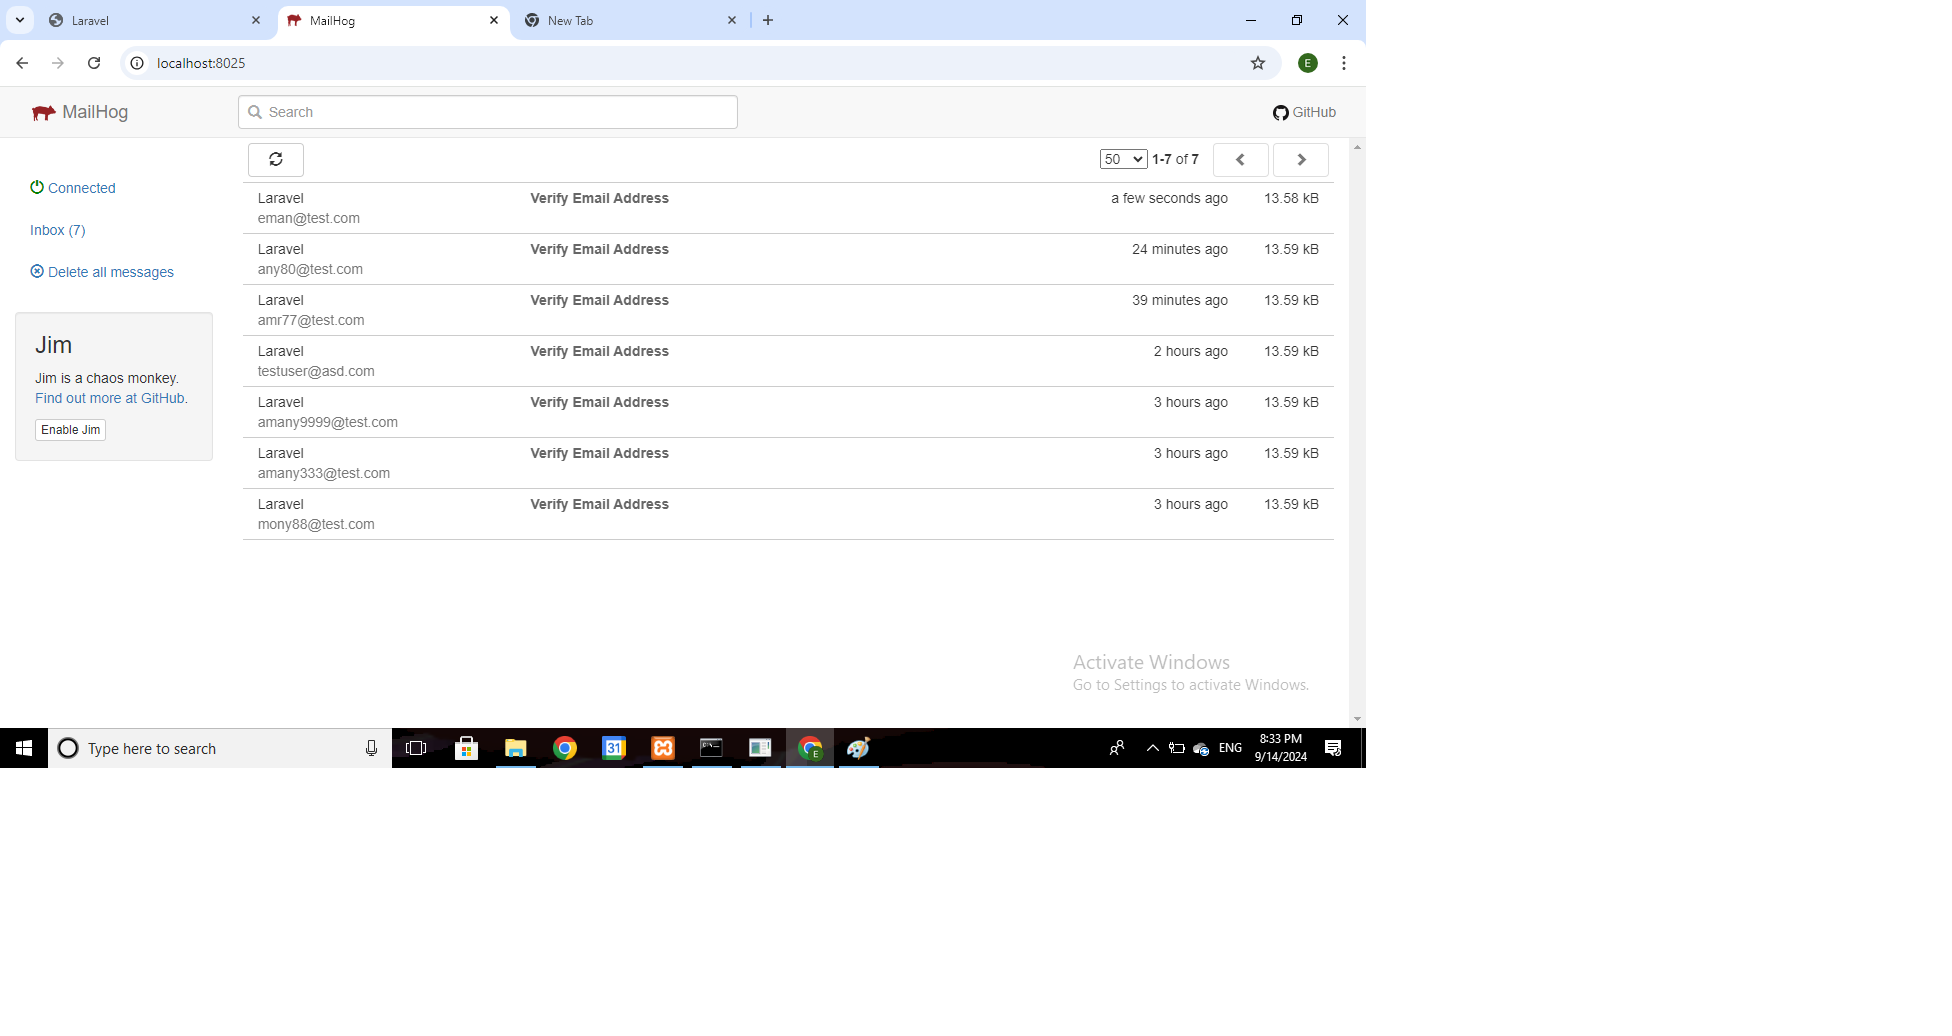 Laravel
MailHog
New Tab
localhost:8025
E
MailHog
Search
GitHub
50
1-7 of 7
Connected
Inbox (7)
Delete all messages
Jim
Jim is a chaos monkey.
Find out more at GitHub.
Enable Jim
Laravel Verify Email Address a few seconds ago 13.58 kB
eman@test.com
Laravel Verify Email Address 24 minutes ago 13.59 kB
any80@test.com
Laravel Verify Email Address 39 minutes ago 13.59 kB
amr77@test.com
Laravel Verify Email Address 2 hours ago 13.59 kB
testuser@asd.com
Laravel Verify Email Address 3 hours ago 13.59 kB
amany9999@test.com
Laravel Verify Email Address 3 hours ago 13.59 kB
amany333@test.com
Laravel Verify Email Address 3 hours ago 13.59 kB
mony88@test.com
Activate Windows
Go to Settings to activate Windows.
Type here to search
31
E
ENG
8:33 PM
9/14/2024